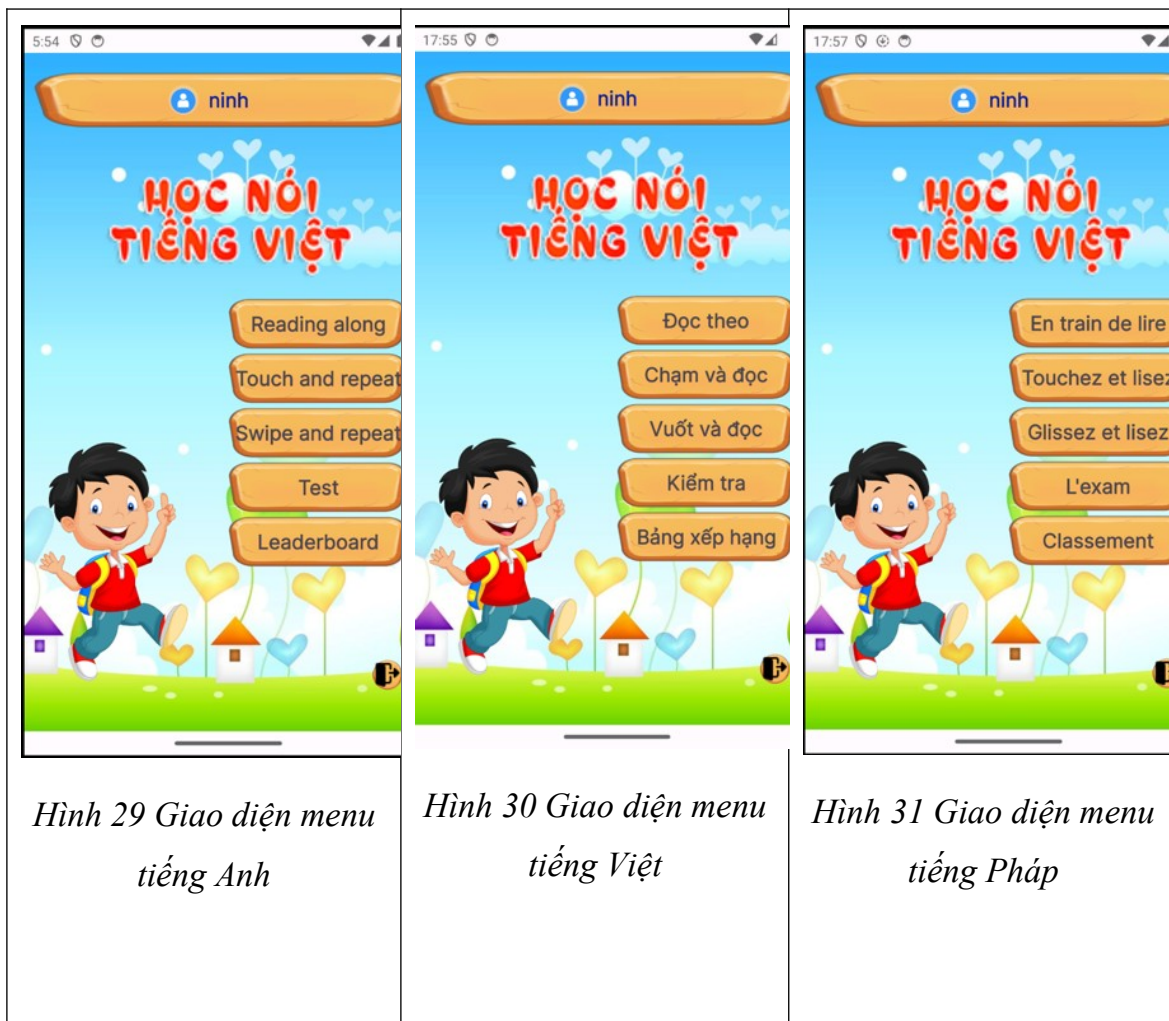 5:54
ninh
HỌC NÓI
TIẾNG VIỆT
Reading along
Touch and repeat
Swipe and repeat
Test
Leaderboard
Hình 29 Giao diện menu
tiếng Anh
17:55
ninh
HỌC NÓI
TIẾNG VIỆT
Đọc theo
Chạm và đọc
Vuốt và đọc
Kiểm tra
Bảng xếp hạng
Hình 30 Giao diện menu
tiếng Việt
17:57
ninh
HỌC NÓI
TIẾNG VIỆT
En train de lire
Touchez et lisez
Glissez et lisez
L'exam
Classement
Hình 31 Giao diện menu
tiếng Pháp